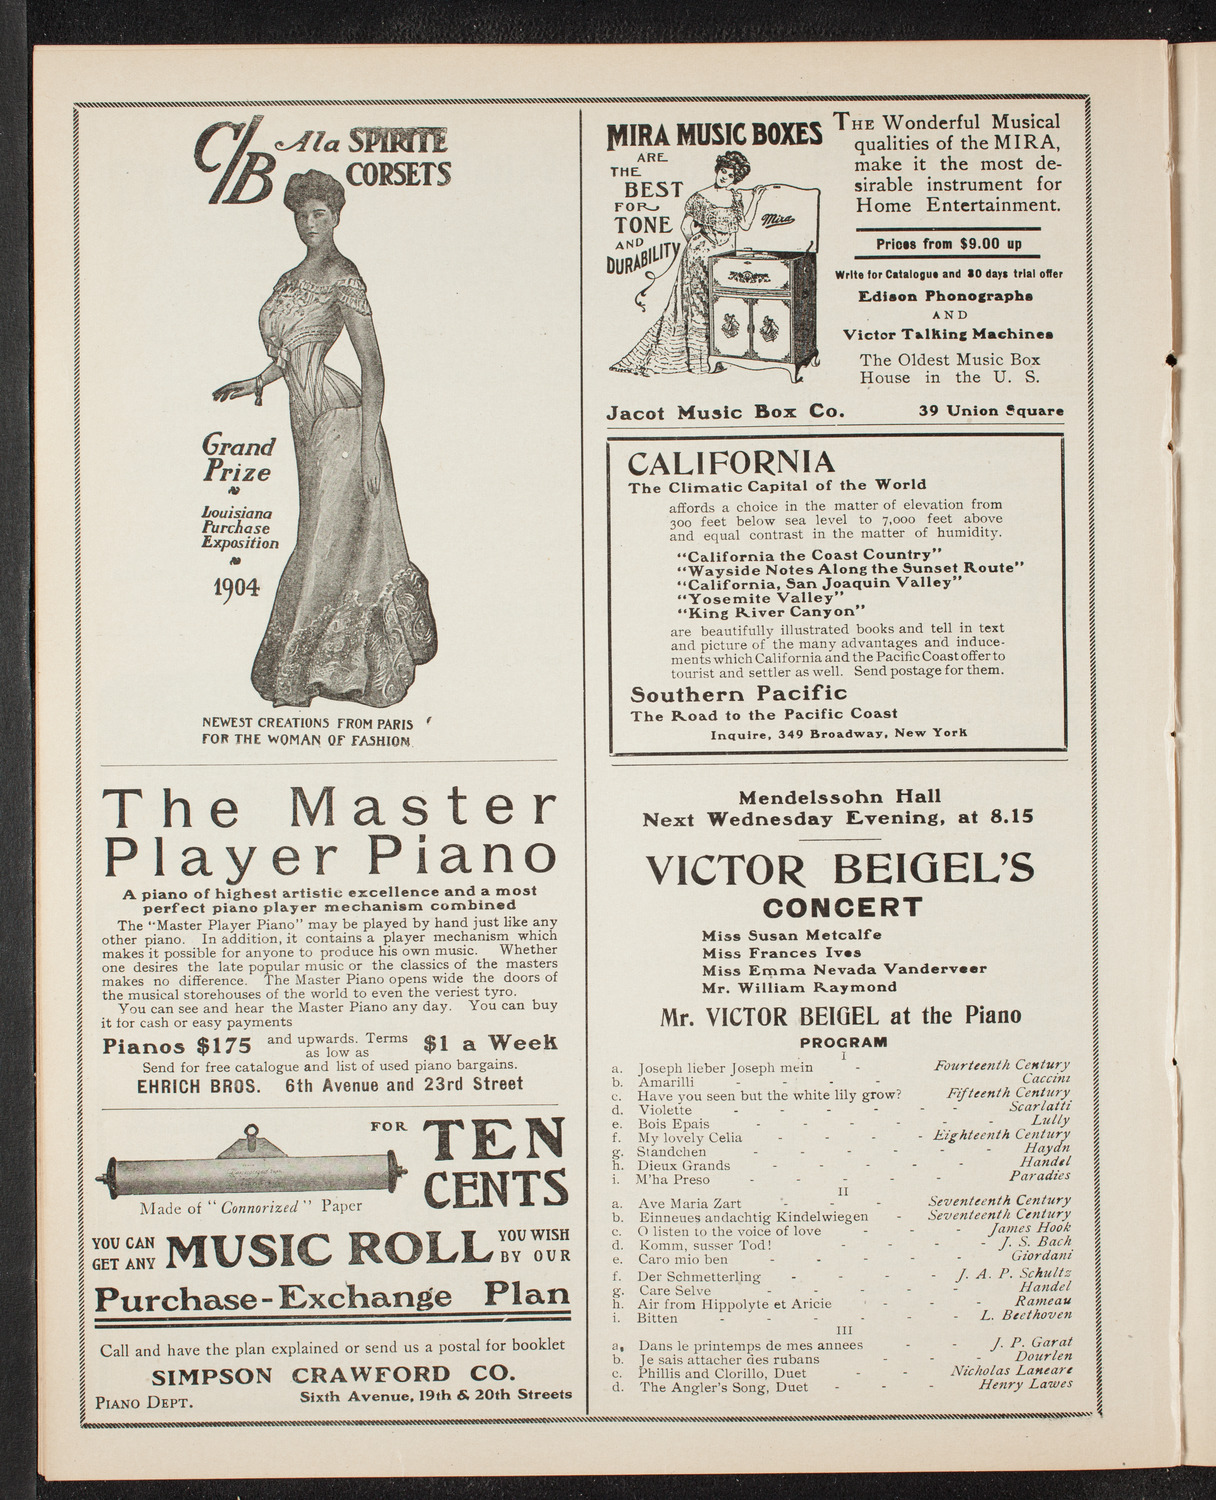 C/B Ala SPIRITE
CORSETS
Grand
Prize
Louisiana
Purchase
Exposition
1904
NEWEST CREATIONS FROM PARIS
FOR THE WOMAN OF FASHION
The Master
Player Piano
A piano of highest artistic excellence and a most
perfect piano player mechanism combined
The "Master Player Piano" may be played by hand just like any
other piano. In addition, it contains a player mechanism which
makes it possible for anyone to produce his own music. Whether
one desires the late popular music or the classics of the masters
makes no difference. The Master Piano opens wide the doors of
the musical storehouses of the world to even the veriest tyro.
You can see and hear the Master Piano any day. You can buy
it for cash or easy payments
Pianos $175 and upwards. Terms as low as $1 a Week
Send for free catalogue and list of used piano bargains.
EHRICH BROS. 6th Avenue and 23rd Street
FOR TEN
CENTS
Made of "Connorized" Paper
YOU CAN GET ANY MUSIC ROLL YOU WISH BY OUR
Purchase-Exchange Plan
Call and have the plan explained or send us a postal for booklet
SIMPSON CRAWFORD CO.
PIANO DEPT. Sixth Avenue, 19th & 20th Streets
MIRA MUSIC BOXES
ARE
THE
BEST
FOR
TONE
AND
DURABILITY
Mira
THE Wonderful Musical
qualities of the MIRA,
make it the most de-
sirable instrument for
Home Entertainment.
Prices from $9.00 up
Write for Catalogue and 30 days trial offer
Edison Phonographs
AND
Victor Talking Machines
The Oldest Music Box
House in the U. S.
Jacot Music Box Co. 39 Union Square
CALIFORNIA
The Climatic Capital of the World
affords a choice in the matter of elevation from
300 feet below sea level to 7,000 feet above
and equal contrast in the matter of humidity.
"California the Coast Country"
"Wayside Notes Along the Sunset Route"
"California, San Joaquin Valley"
"Yosemite Valley"
"King River Canyon"
are beautifully illustrated books and tell in text
and picture of the many advantages and induce-
ments which California and the Pacific Coast offer to
tourist and settler as well. Send postage for them.
Southern Pacific
The Road to the Pacific Coast
Inquire, 349 Broadway, New York
Mendelssohn Hall
Next Wednesday Evening, at 8.15
VICTOR BEIGEL'S
CONCERT
Miss Susan Metcalfe
Miss Frances Ives
Miss Emma Nevada Vanderveer
Mr. William Raymond
Mr. VICTOR BEIGEL at the Piano
PROGRAM
I
a. Joseph lieber Joseph mein - Fourteenth Century
b. Amarilli - - - - Caccini
c. Have you seen but the white lily grow? Fifteenth Century
d. Violette - - - - - - Scarlatti
e. Bois Epais - - - - - Lully
f. My lovely Celia - - - - Eighteenth Century
g. Standchen - - - - - Haydn
h. Dieux Grands - - - - - Handel
i. M'ha Preso - - - - - Paradies
II
a. Ave Maria Zart - - - Seventeenth Century
b. Einneues andachtig Kindelwiegen - Seventeenth Century
c. O listen to the voice of love - - - James Hook
d. Komm, susser Tod! - - - - J. S. Bach
e. Caro mio ben - - - - - Giordani
f. Der Schmetterling - - - - J. A. P. Schultz
g. Care Selve - - - - - Handel
h. Air from Hippolyte et Aricie - - - Rameau
i. Bitten - - - - - - L. Beethoven
III
a. Dans le printemps de mes annees - - J. P. Garat
b. Je sais attacher des rubans - - - Dourlen
c. Phillis and Clorillo, Duet - - Nicholas Laneare
d. The Angler's Song, Duet - - - Henry Lawes